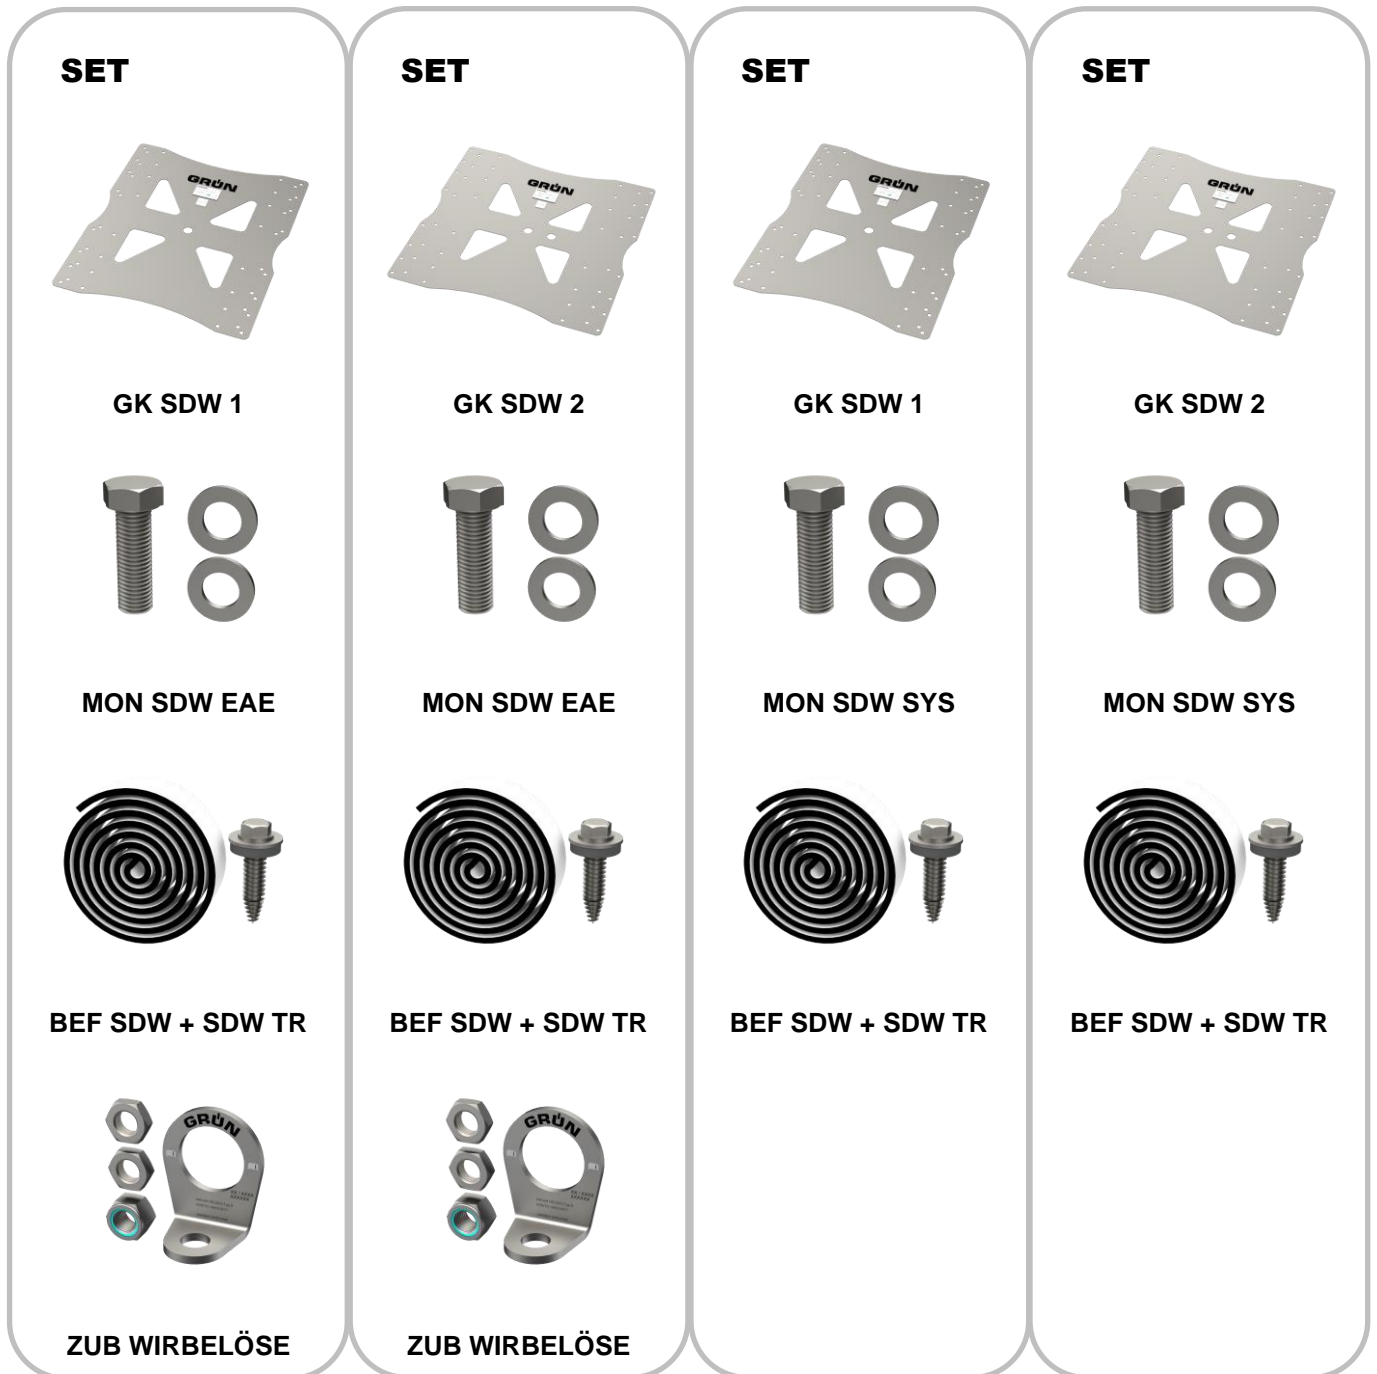 SET
GRÜN
GK SDW 1
MON SDW EAE
BEF SDW + SDW TR
GRÜN
ZUB WIRBELÖSE
SET
GRÜN
GK SDW 2
MON SDW EAE
BEF SDW + SDW TR
GRÜN
ZUB WIRBELÖSE
SET
GRÜN
GK SDW 1
MON SDW SYS
BEF SDW + SDW TR
SET
GRÜN
GK SDW 2
MON SDW SYS
BEF SDW + SDW TR